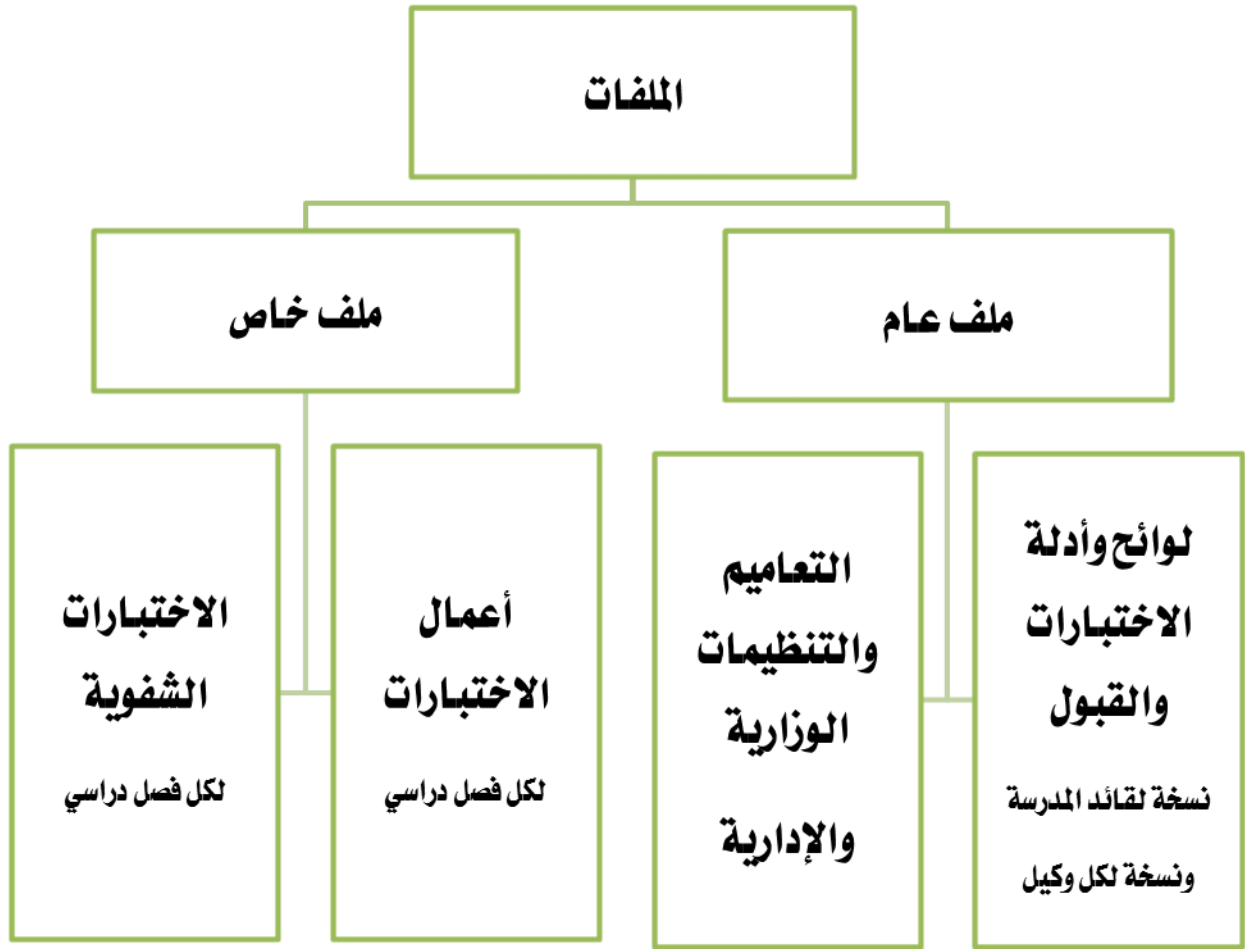 الملفات
ملف عام
ملف خاص
لوائح وأدلة
الاختبارات
والقبول
نسخة لقائد المدرسة
ونسخة لكل وكيل
التعاميم
والتنظيمات
الوزارية
والإدارية
أعمال
الاختبارات
لكل فصل دراسي
الاختبارات
الشفوية
لكل فصل دراسي